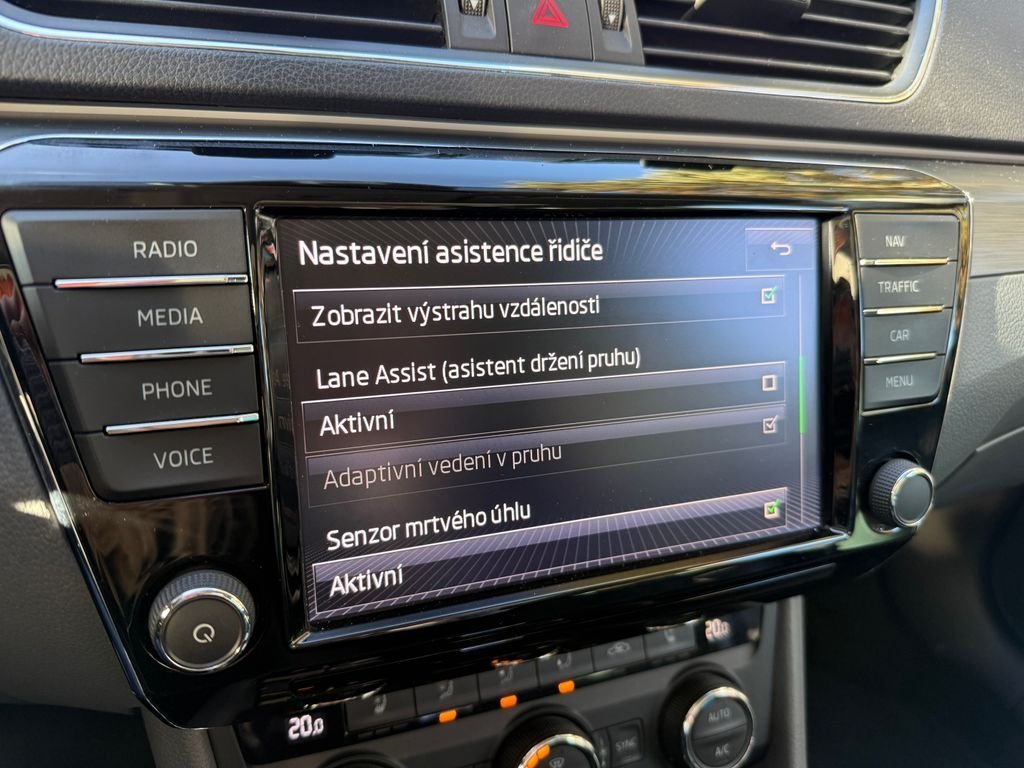 RADIO
MEDIA
PHONE
VOICE
Nastavení asistence řidiče
Zobrazit výstrahu vzdálenosti
Lane Assist (asistent držení pruhu)
Aktivní
Adaptivní vedení v pruhu
Senzor mrtvého úhlu
Aktivní
NAV
TRAFFIC
CAR
MENU
20.0
20.0
SYNC
AUTO
A/C